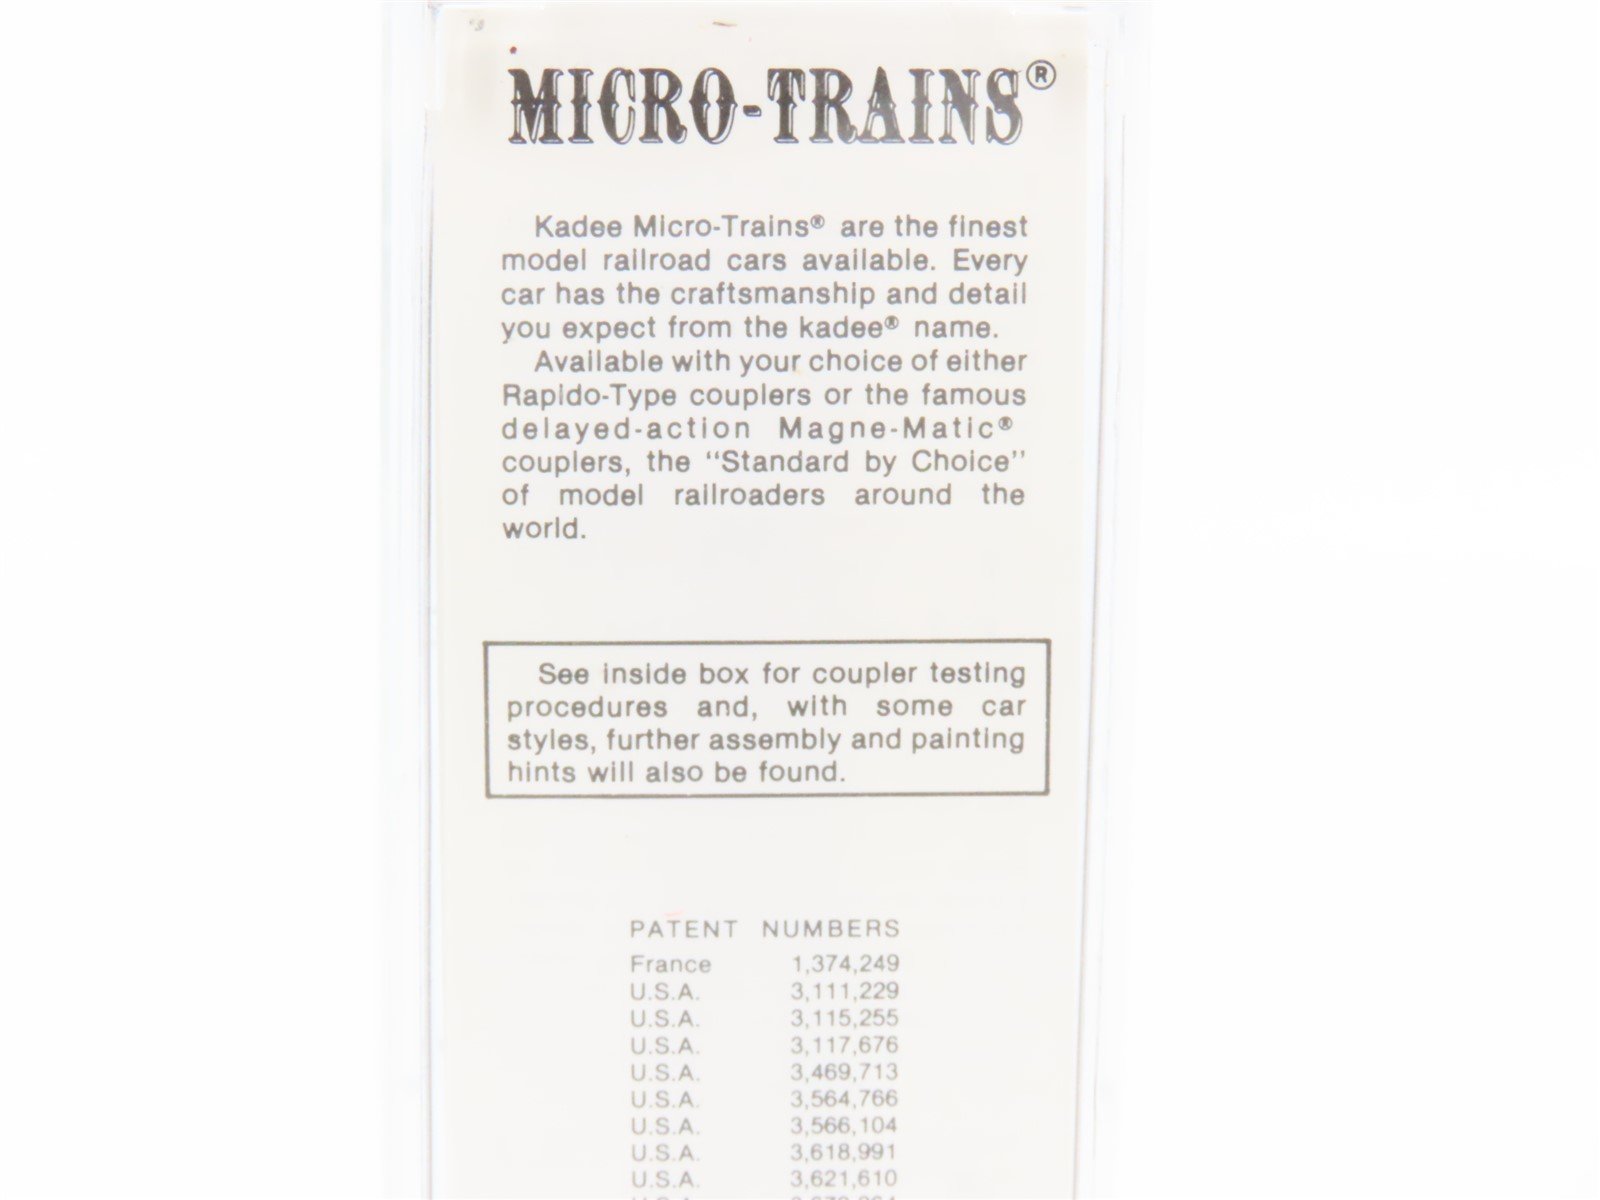 MICRO-TRAINS®
Kadee Micro-Trains® are the finest
model railroad cars available. Every
car has the craftsmanship and detail
you expect from the kadee® name.
Available with your choice of either
Rapido-Type couplers or the famous
delayed-action Magne-Matic®
couplers, the "Standard by Choice"
of model railroaders around the
world.
See inside box for coupler testing
procedures and, with some car
styles, further assembly and painting
hints will also be found.
PATENT NUMBERS
France 1,374,249
U.S.A. 3,111,229
U.S.A. 3,115,255
U.S.A. 3,117,676
U.S.A. 3,469,713
U.S.A. 3,564,766
U.S.A. 3,566,104
U.S.A. 3,618,991
U.S.A. 3,621,610